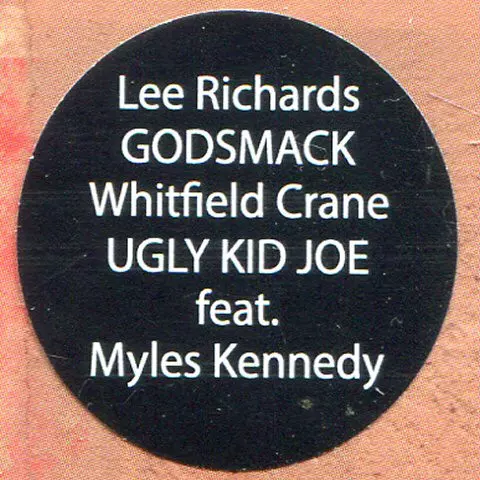 Lee Richards
GODSMACK
Whitfield Crane
UGLY KID JOE
feat.
Myles Kennedy